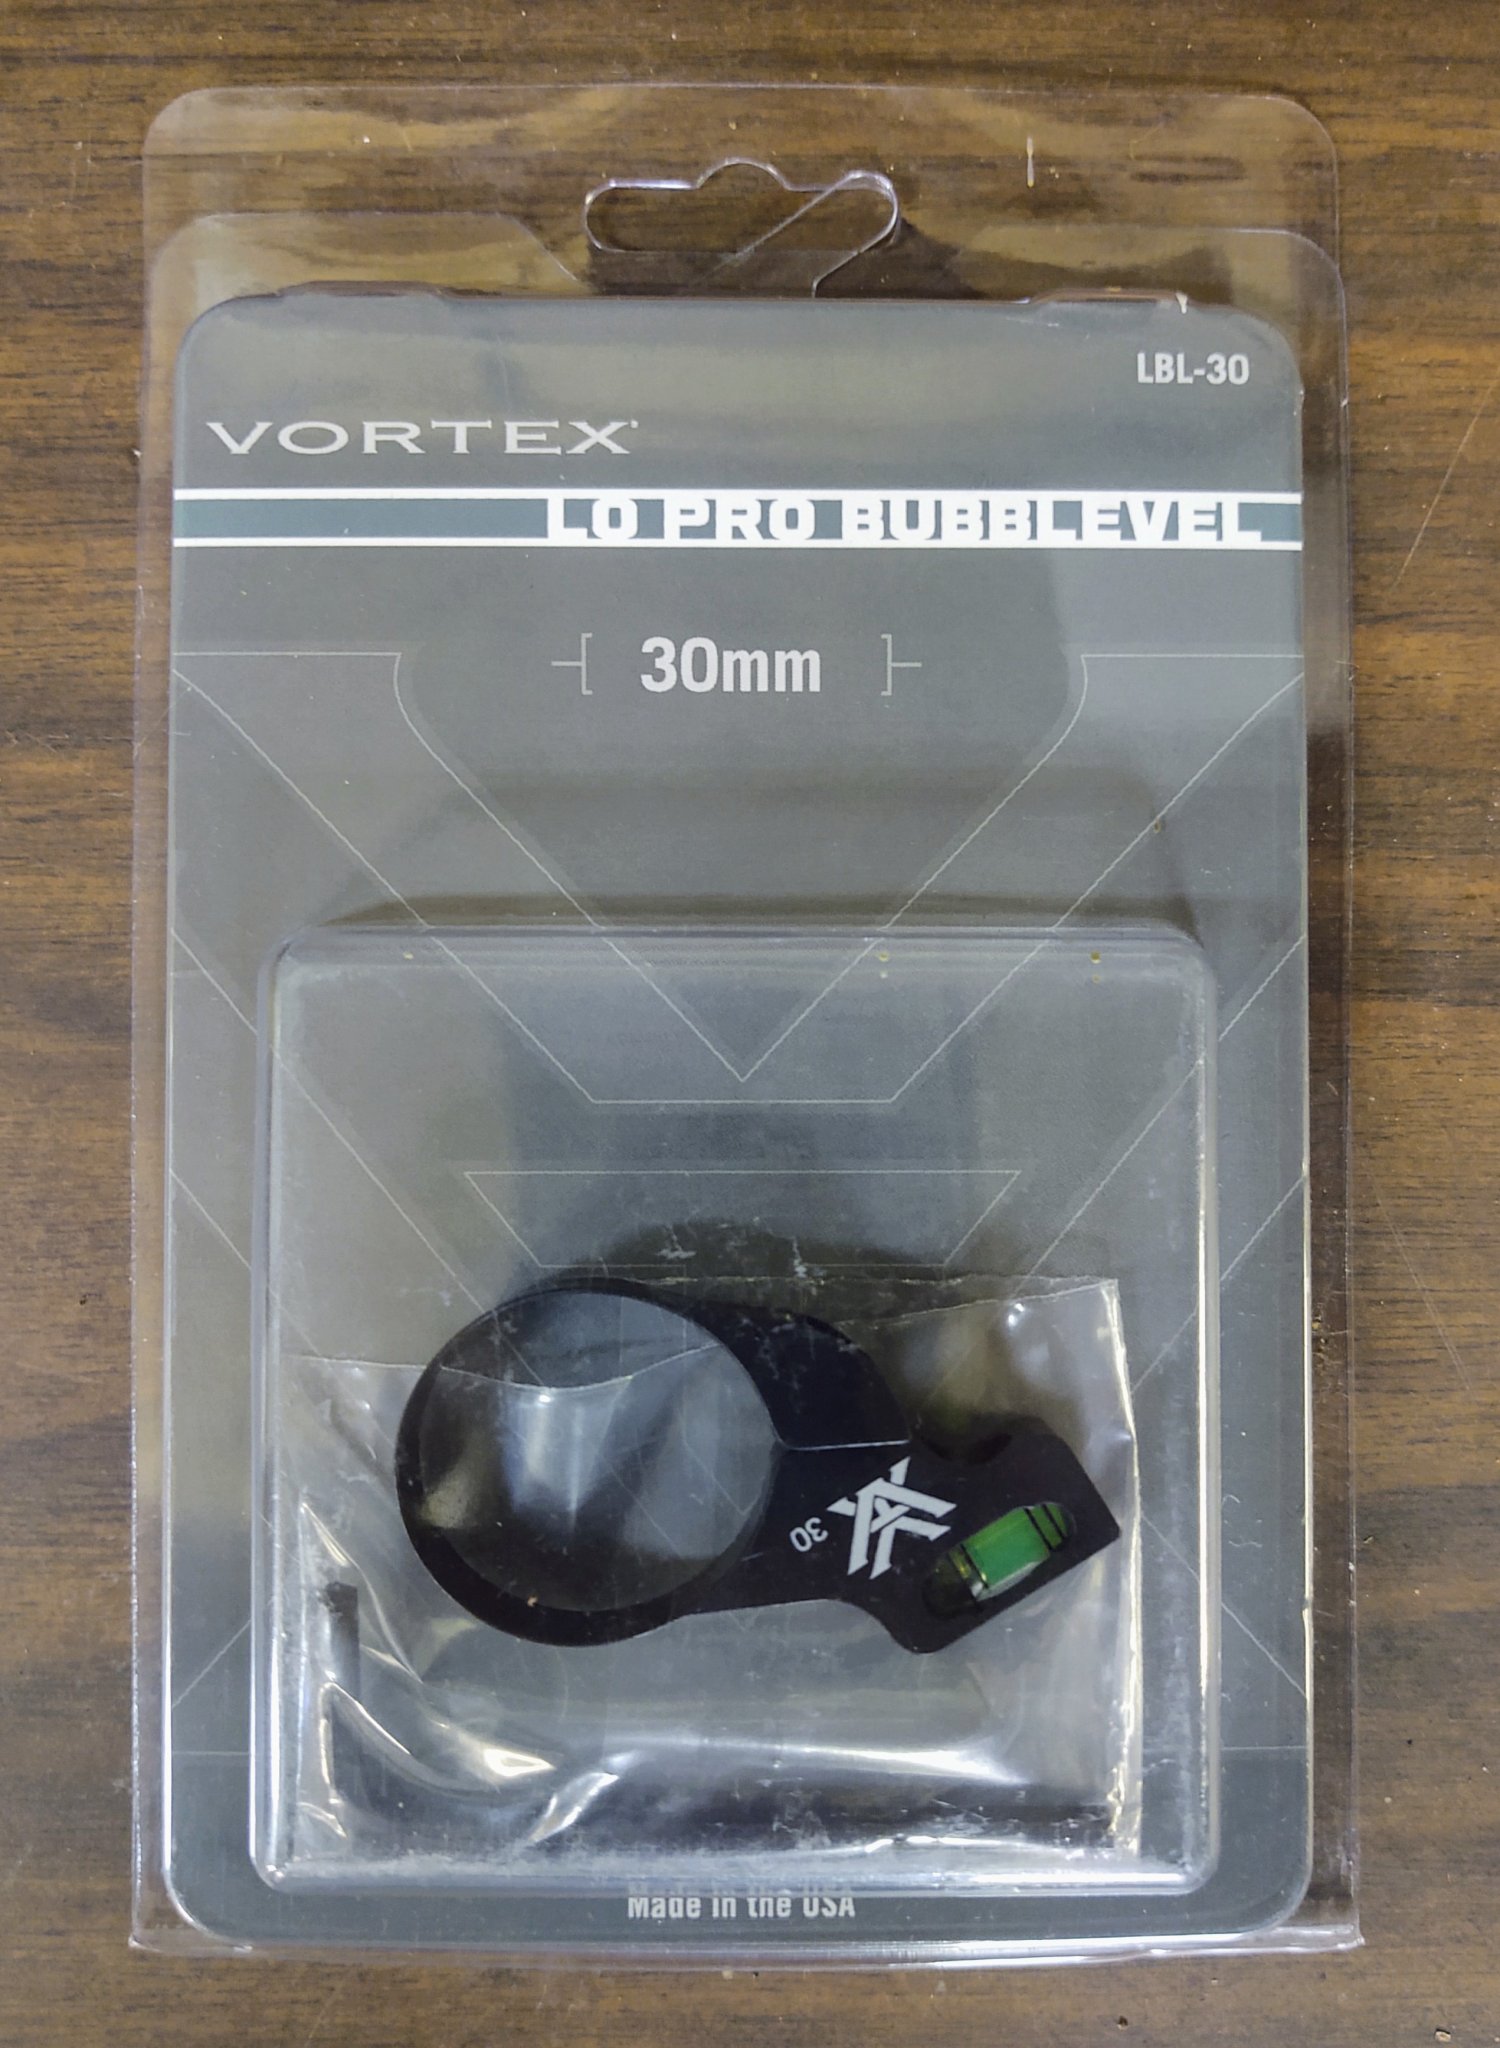 LBL-30
VORTEX
LO PRO BUBBLEVEL
30mm
30
Made in the USA